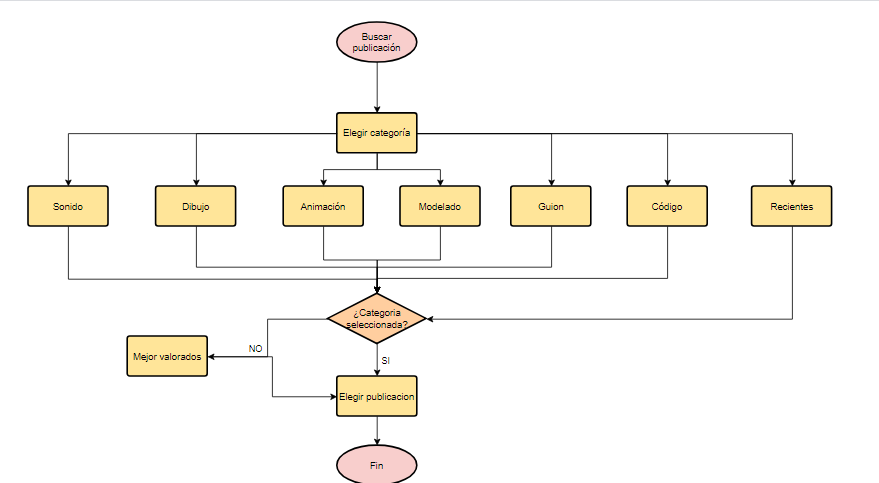 Buscar
publicación
Elegir categoría
Sonido
Dibujo
Animación
Modelado
Guion
Código
Recientes
¿Categoria
seleccionada?
NO
Mejor valorados
SI
Elegir publicacion
Fin